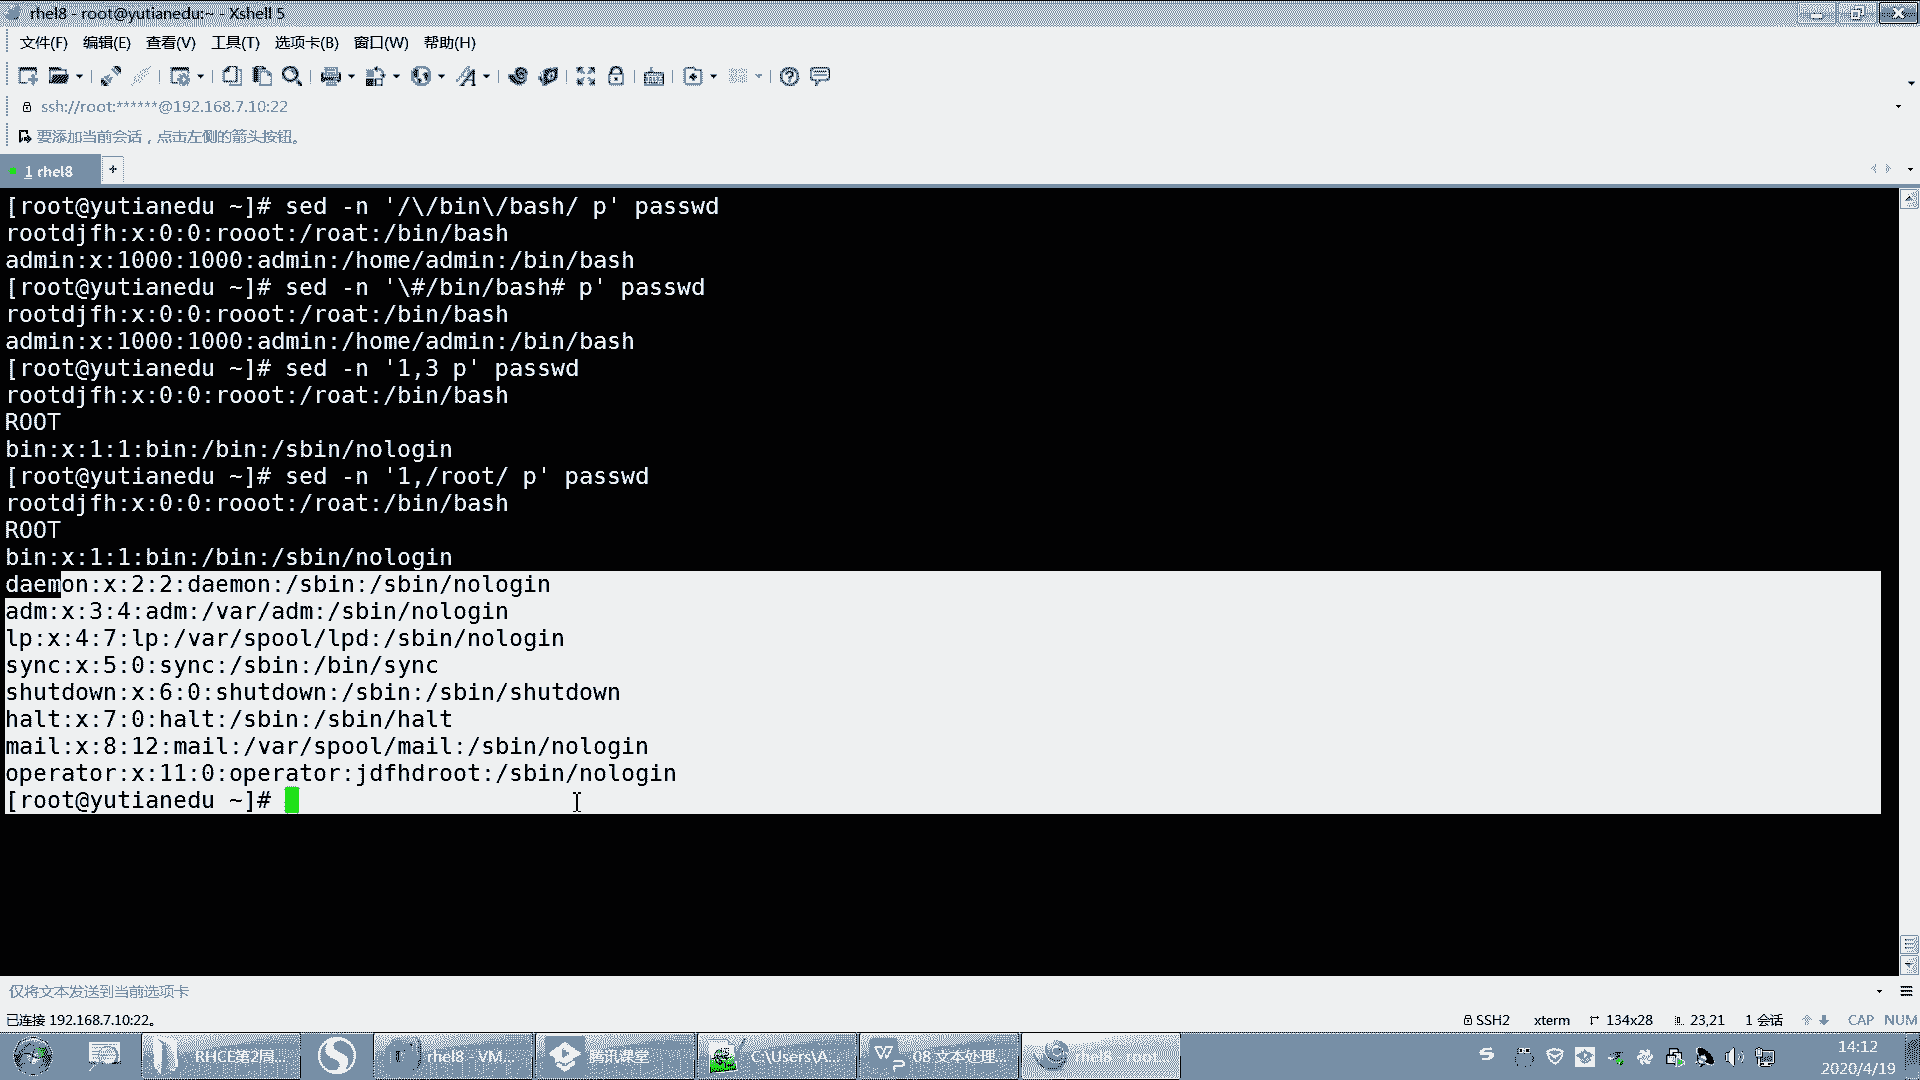 rhel8 - root@yutianedu:~ - Xshell 5
文件(F) 编辑(E) 查看(V) 工具(T) 选项卡(B) 窗口(W) 帮助(H)
ssh://root:******@192.168.7.10:22
要添加当前会话，点击左侧的箭头按钮。
1 rhel8 +
[root@yutianedu ~]# sed -n '/\/bin\/bash/ p' passwd
rootdjfh:x:0:0:rooot:/roat:/bin/bash
admin:x:1000:1000:admin:/home/admin:/bin/bash
[root@yutianedu ~]# sed -n '\#/bin/bash# p' passwd
rootdjfh:x:0:0:rooot:/roat:/bin/bash
admin:x:1000:1000:admin:/home/admin:/bin/bash
[root@yutianedu ~]# sed -n '1,3 p' passwd
rootdjfh:x:0:0:rooot:/roat:/bin/bash
ROOT
bin:x:1:1:bin:/bin:/sbin/nologin
[root@yutianedu ~]# sed -n '1,/root/ p' passwd
rootdjfh:x:0:0:rooot:/roat:/bin/bash
ROOT
bin:x:1:1:bin:/bin:/sbin/nologin
daemon:x:2:2:daemon:/sbin:/sbin/nologin
adm:x:3:4:adm:/var/adm:/sbin/nologin
lp:x:4:7:lp:/var/spool/lpd:/sbin/nologin
sync:x:5:0:sync:/sbin:/bin/sync
shutdown:x:6:0:shutdown:/sbin:/sbin/shutdown
halt:x:7:0:halt:/sbin:/sbin/halt
mail:x:8:12:mail:/var/spool/mail:/sbin/nologin
operator:x:11:0:operator:jdfhdroot:/sbin/nologin
[root@yutianedu ~]#
仅将文本发送到当前选项卡
已连接 192.168.7.10:22。 SSH2 xterm 134x28 23,21 1 会话 CAP NUM
RHCE第2周... rhel8 - VM... 腾讯课堂 C:\Users\A... 08 文本处理... rhel8 - root... 14:12
2020/4/19